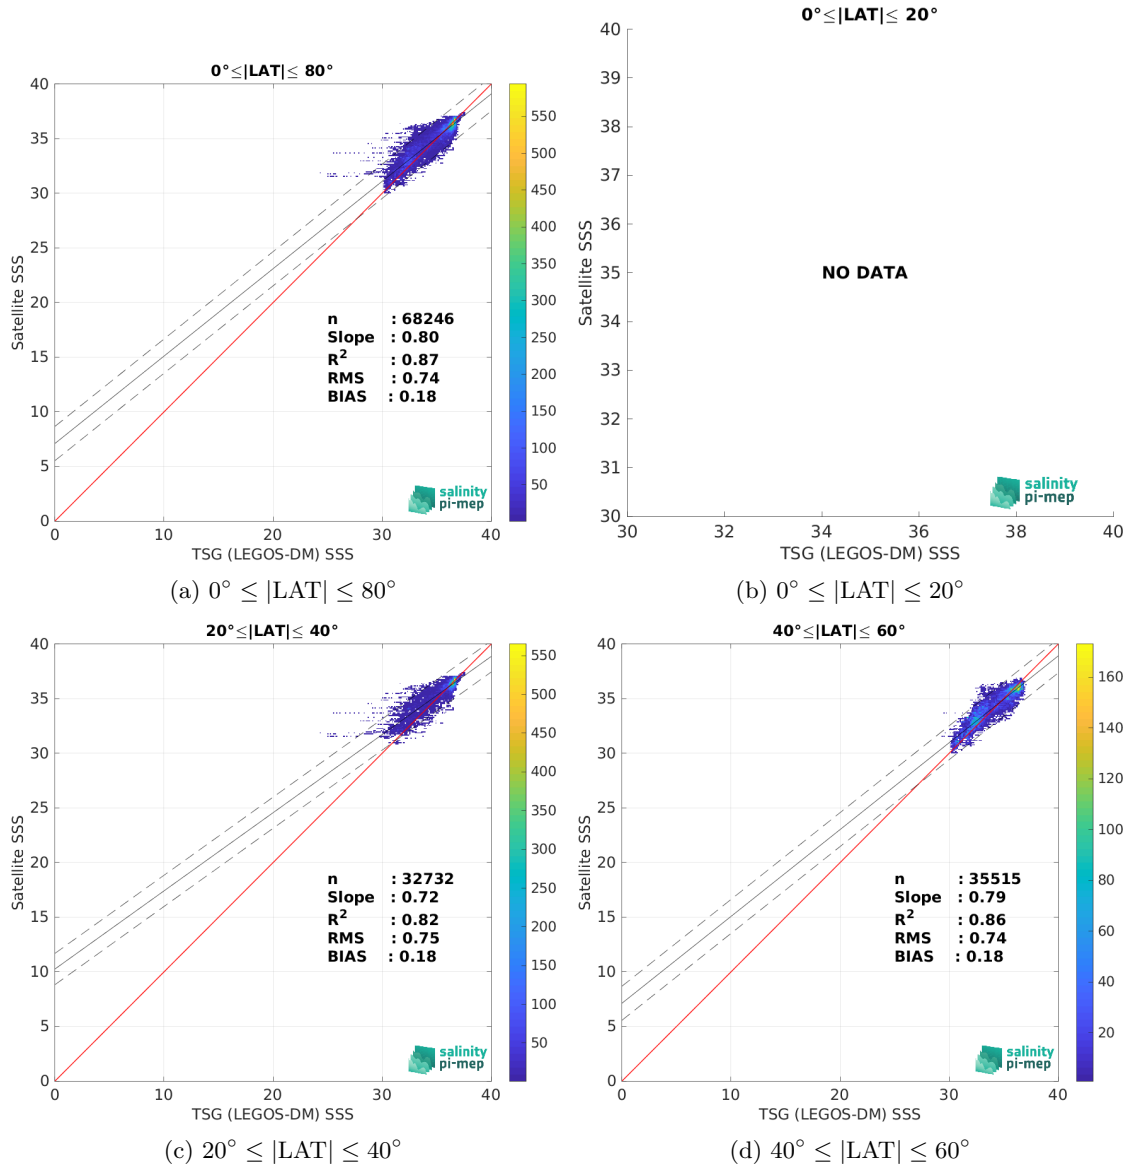 0°≤|LAT|≤ 80°
40
35
30
25
20
15
10
5
0
Satellite SSS
n : 68246
Slope : 0.80
R² : 0.87
RMS : 0.74
BIAS : 0.18
salinity
pi-mep
0 10 20 30 40
TSG (LEGOS-DM) SSS
550
500
450
400
350
300
250
200
150
100
50
(a) 0° ≤ |LAT| ≤ 80°
0°≤|LAT|≤ 20°
40
39
38
37
36
35
34
33
32
31
30
Satellite SSS
NO DATA
salinity
pi-mep
30 32 34 36 38 40
TSG (LEGOS-DM) SSS
(b) 0° ≤ |LAT| ≤ 20°
20°≤|LAT|≤ 40°
40
35
30
25
20
15
10
5
0
Satellite SSS
n : 32732
Slope : 0.72
R² : 0.82
RMS : 0.75
BIAS : 0.18
salinity
pi-mep
0 10 20 30 40
TSG (LEGOS-DM) SSS
550
500
450
400
350
300
250
200
150
100
50
(c) 20° ≤ |LAT| ≤ 40°
40°≤|LAT|≤ 60°
40
35
30
25
20
15
10
5
0
Satellite SSS
n : 35515
Slope : 0.79
R² : 0.86
RMS : 0.74
BIAS : 0.18
salinity
pi-mep
0 10 20 30 40
TSG (LEGOS-DM) SSS
160
140
120
100
80
60
40
20
(d) 40° ≤ |LAT| ≤ 60°